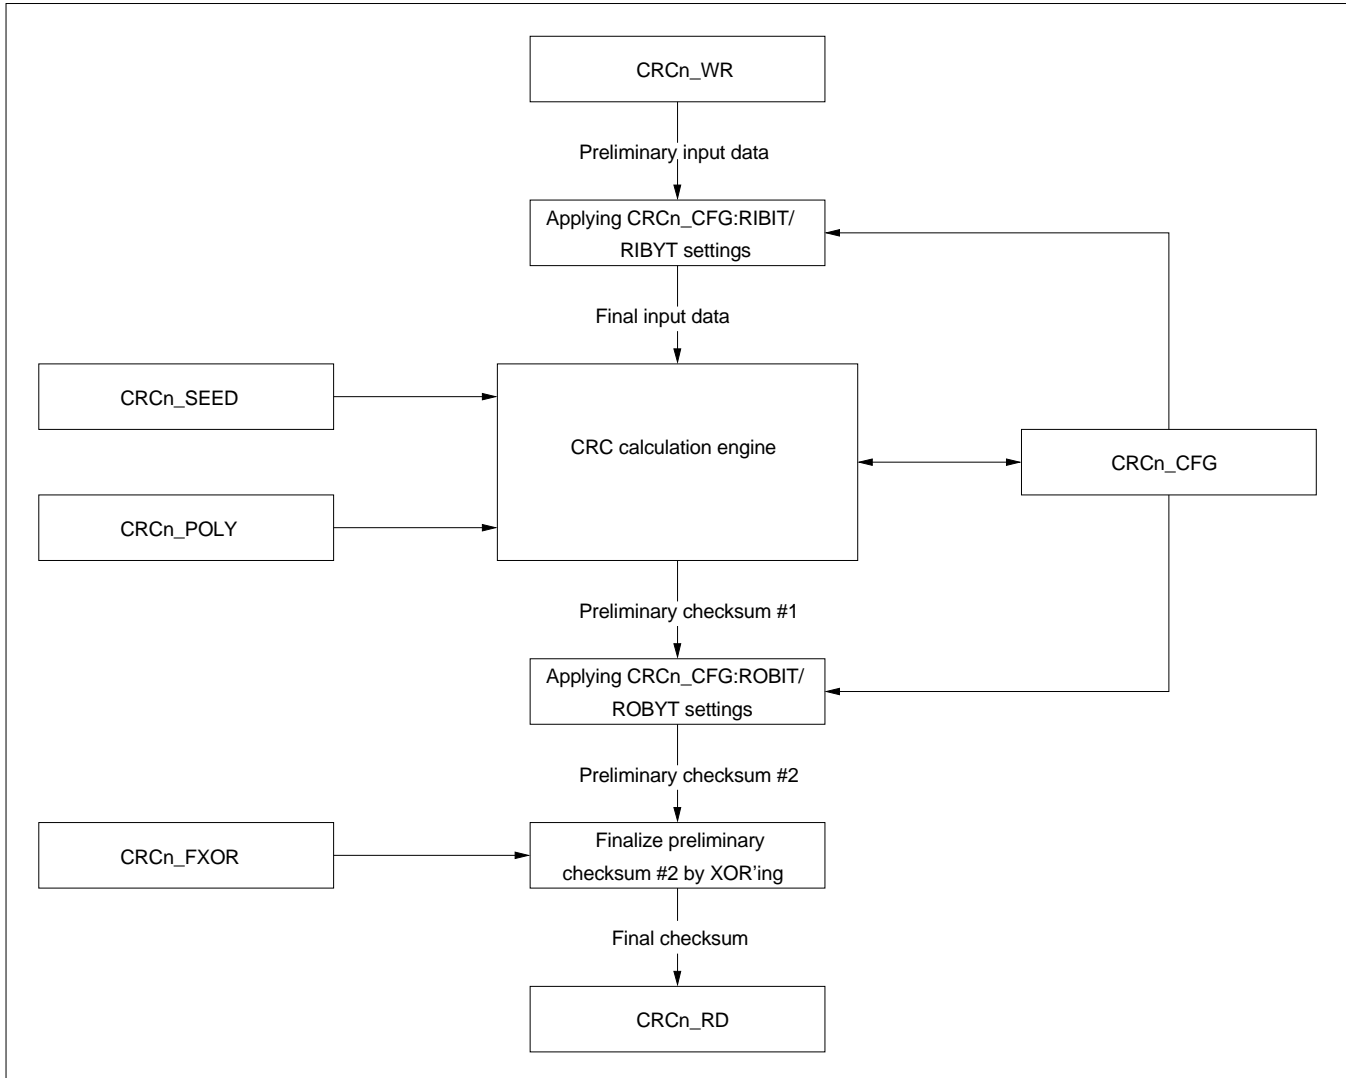 CRCn_WR
Preliminary input data
Applying CRCn_CFG:RIBIT/
RIBYT settings
Final input data
CRCn_SEED
CRC calculation engine
CRCn_CFG
CRCn_POLY
Preliminary checksum #1
Applying CRCn_CFG:ROBIT/
ROBYT settings
Preliminary checksum #2
CRCn_FXOR
Finalize preliminary
checksum #2 by XOR’ing
Final checksum
CRCn_RD